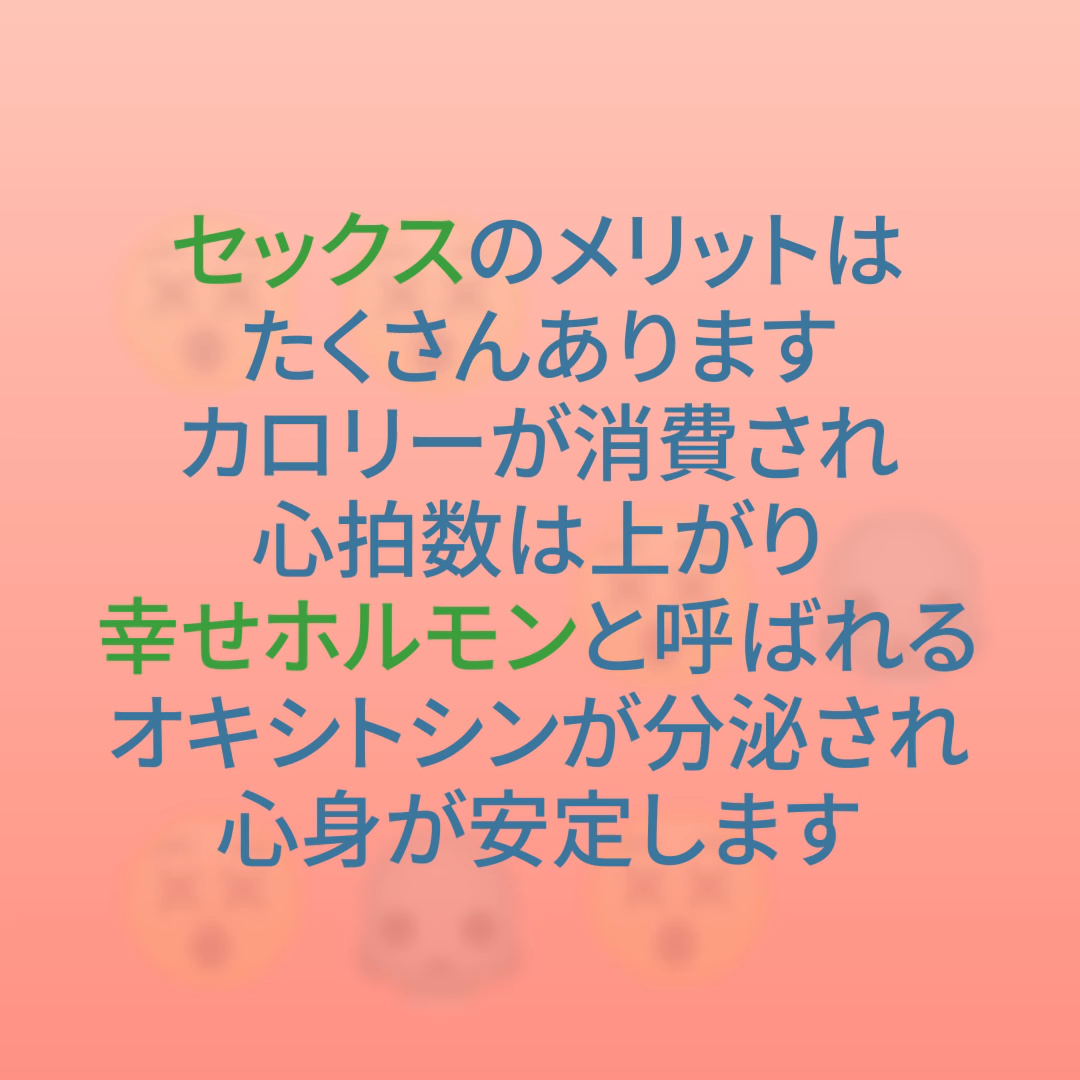 セックスのメリットは
たくさんあります
カロリーが消費され
心拍数は上がり
幸せホルモンと呼ばれる
オキシトシンが分泌され
心身が安定します